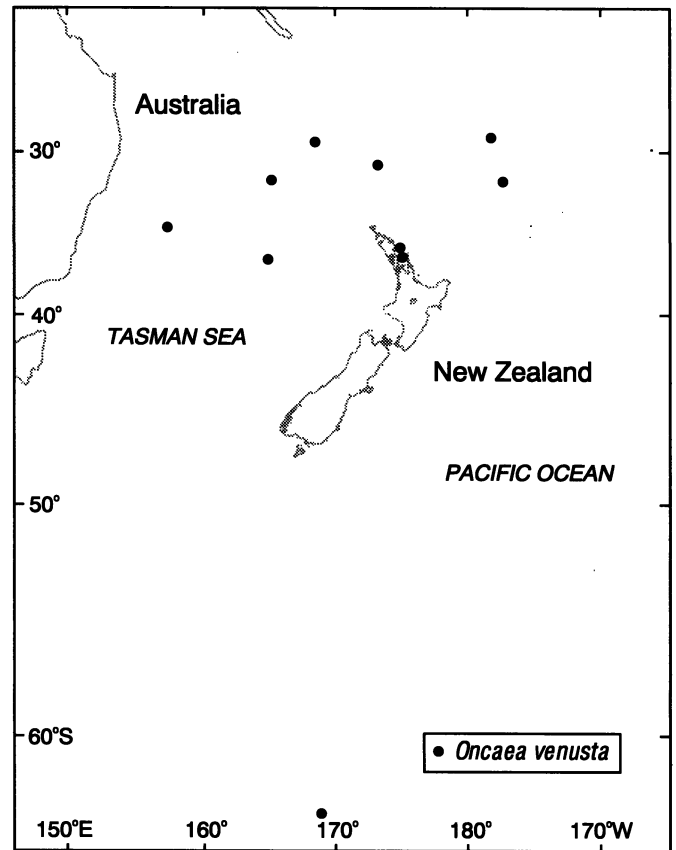 Australia
30°
40°
TASMAN SEA
New Zealand
PACIFIC OCEAN
50°
60°S
Oncaea venusta
150°E 160° 170° 180° 170°W